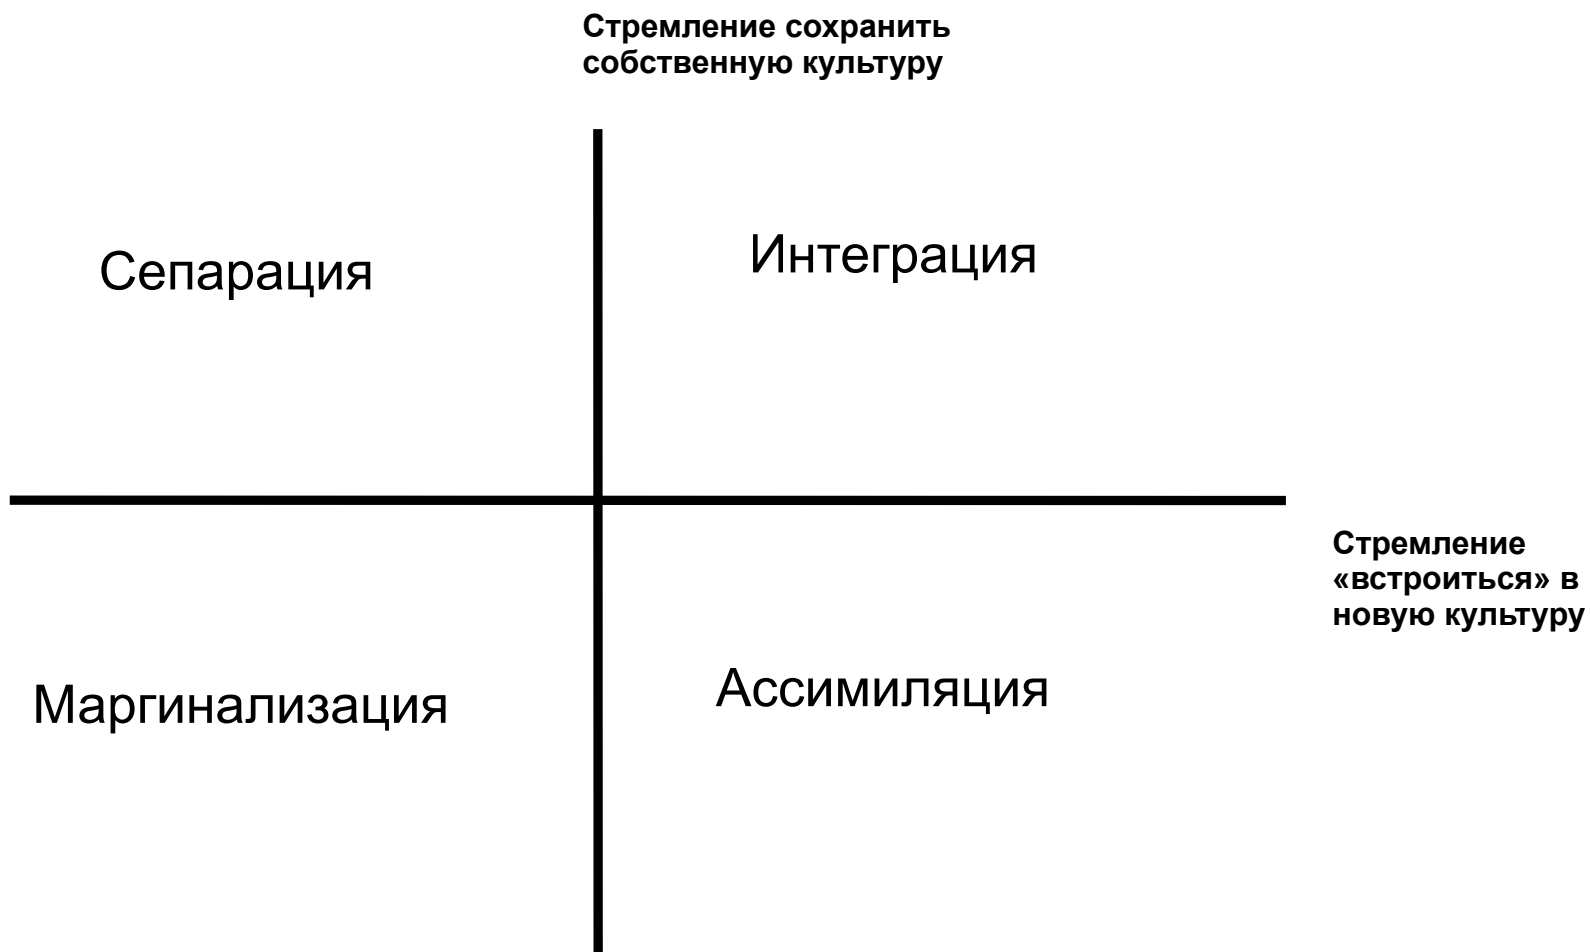 Стремление сохранить
собственную культуру
Сепарация
Интеграция
Стремление
«встроиться» в
новую культуру
Маргинализация
Ассимиляция